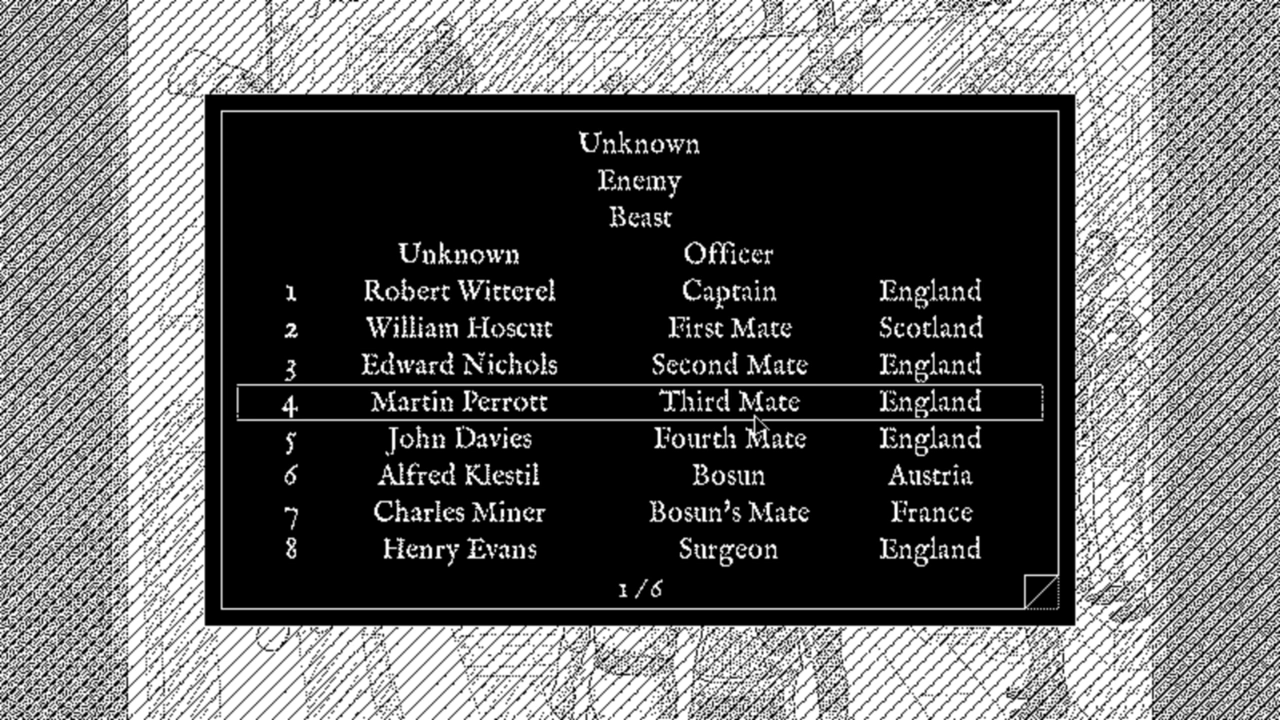 Unknown
Enemy
Beast
Unknown Officer
1 Robert Witterel Captain England
2 William Hoscut First Mate Scotland
3 Edward Nichols Second Mate England
4 Martin Perrott Third Mate England
5 John Davies Fourth Mate England
6 Alfred Klestil Bosun Austria
7 Charles Miner Bosun's Mate France
8 Henry Evans Surgeon England
1/6